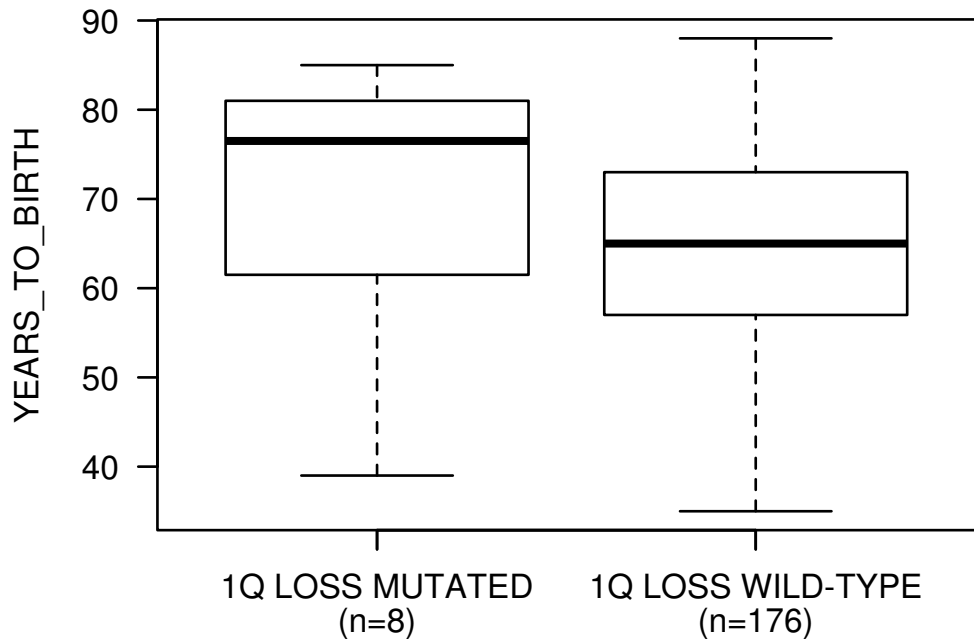 90
80
70
60
50
40
YEARS_TO_BIRTH
1Q LOSS MUTATED
(n=8)
1Q LOSS WILD-TYPE
(n=176)